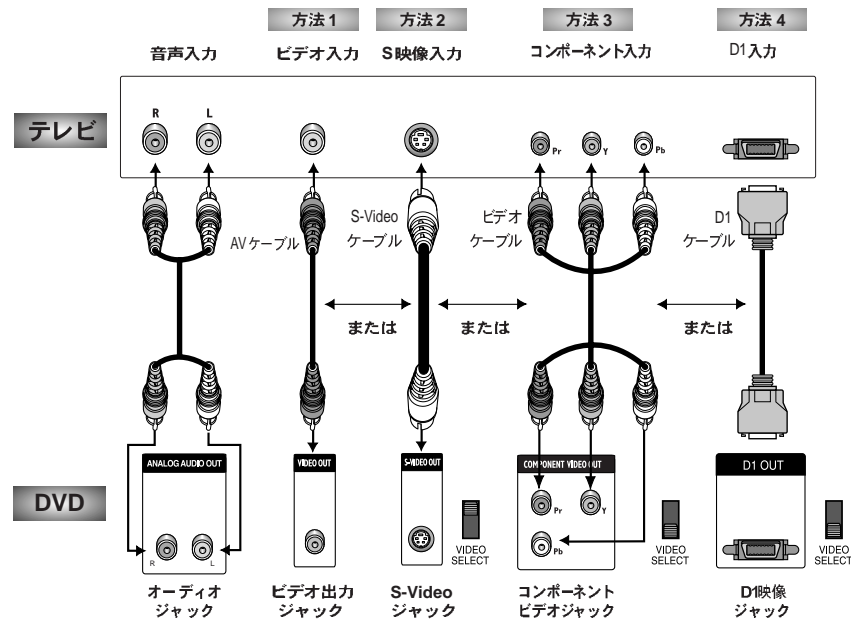 方法 1
方法 2
方法 3
方法 4
音声入力
ビデオ入力
S映像入力
コンポーネント入力
D1入力
テレビ
R
L
Pr
Y
Pb
AVケーブル
S-Video
ケーブル
ビデオ
ケーブル
D1
ケーブル
または
または
または
DVD
ANALOG AUDIO OUT
VIDEO OUT
S-VIDEO OUT
COMPONENT VIDEO OUT
D1 OUT
R
L
Pr
Y
Pb
VIDEO
SELECT
VIDEO
SELECT
VIDEO
SELECT
オーディオ
ジャック
ビデオ出力
ジャック
S-Video
ジャック
コンポーネント
ビデオジャック
D1映像
ジャック